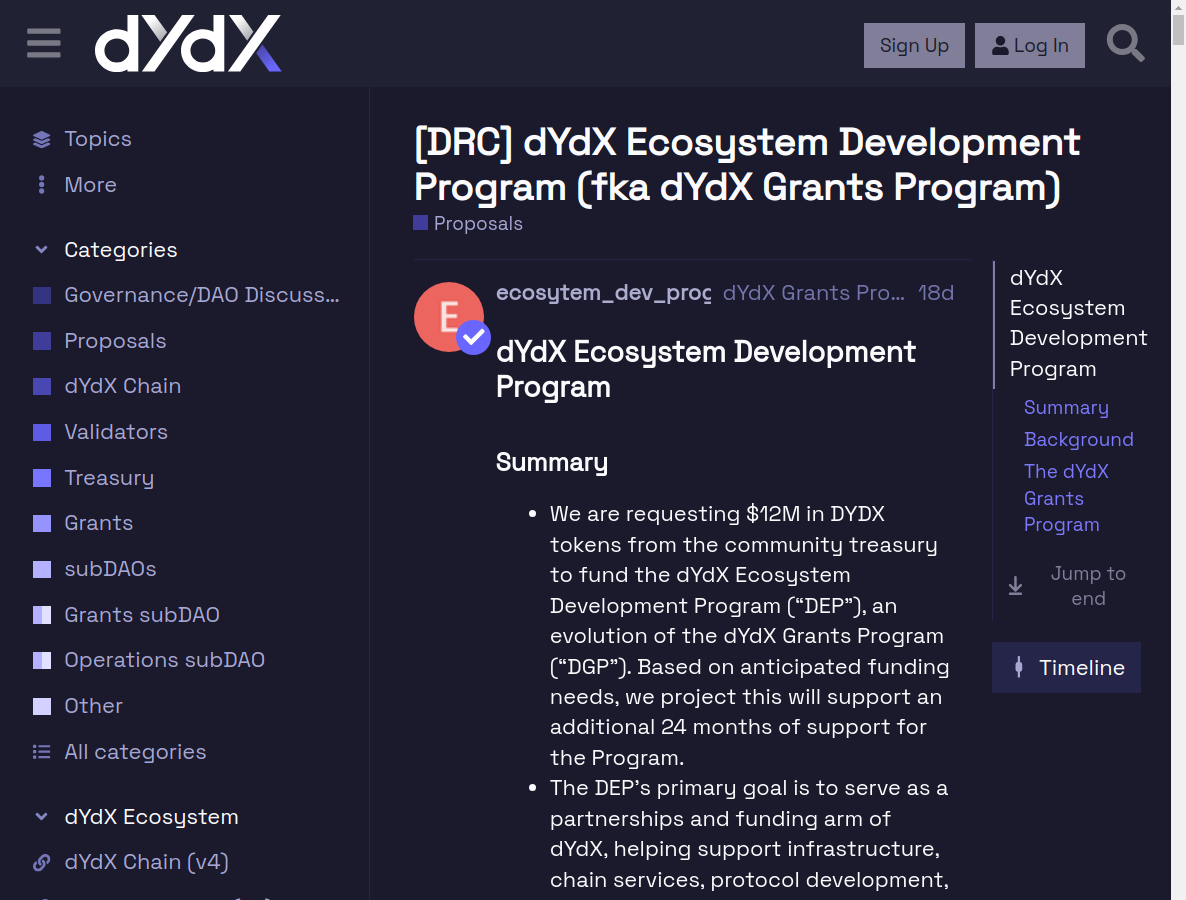 dYdX
Sign Up
Log In
Topics
More
Categories
Governance/DAO Discuss...
Proposals
dYdX Chain
Validators
Treasury
Grants
subDAOs
Grants subDAO
Operations subDAO
Other
All categories
dYdX Ecosystem
dYdX Chain (v4)
[DRC] dYdX Ecosystem Development
Program (fka dYdX Grants Program)
Proposals
E
ecosytem_dev_prog dYdX Grants Pro... 18d
dYdX Ecosystem Development
Program
Summary
• We are requesting $12M in DYDX
tokens from the community treasury
to fund the dYdX Ecosystem
Development Program (“DEP”), an
evolution of the dYdX Grants Program
(“DGP”). Based on anticipated funding
needs, we project this will support an
additional 24 months of support for
the Program.
• The DEP’s primary goal is to serve as a
partnerships and funding arm of
dYdX, helping support infrastructure,
chain services, protocol development,
dYdX
Ecosystem
Development
Program
Summary
Background
The dYdX
Grants
Program
Jump to
end
Timeline